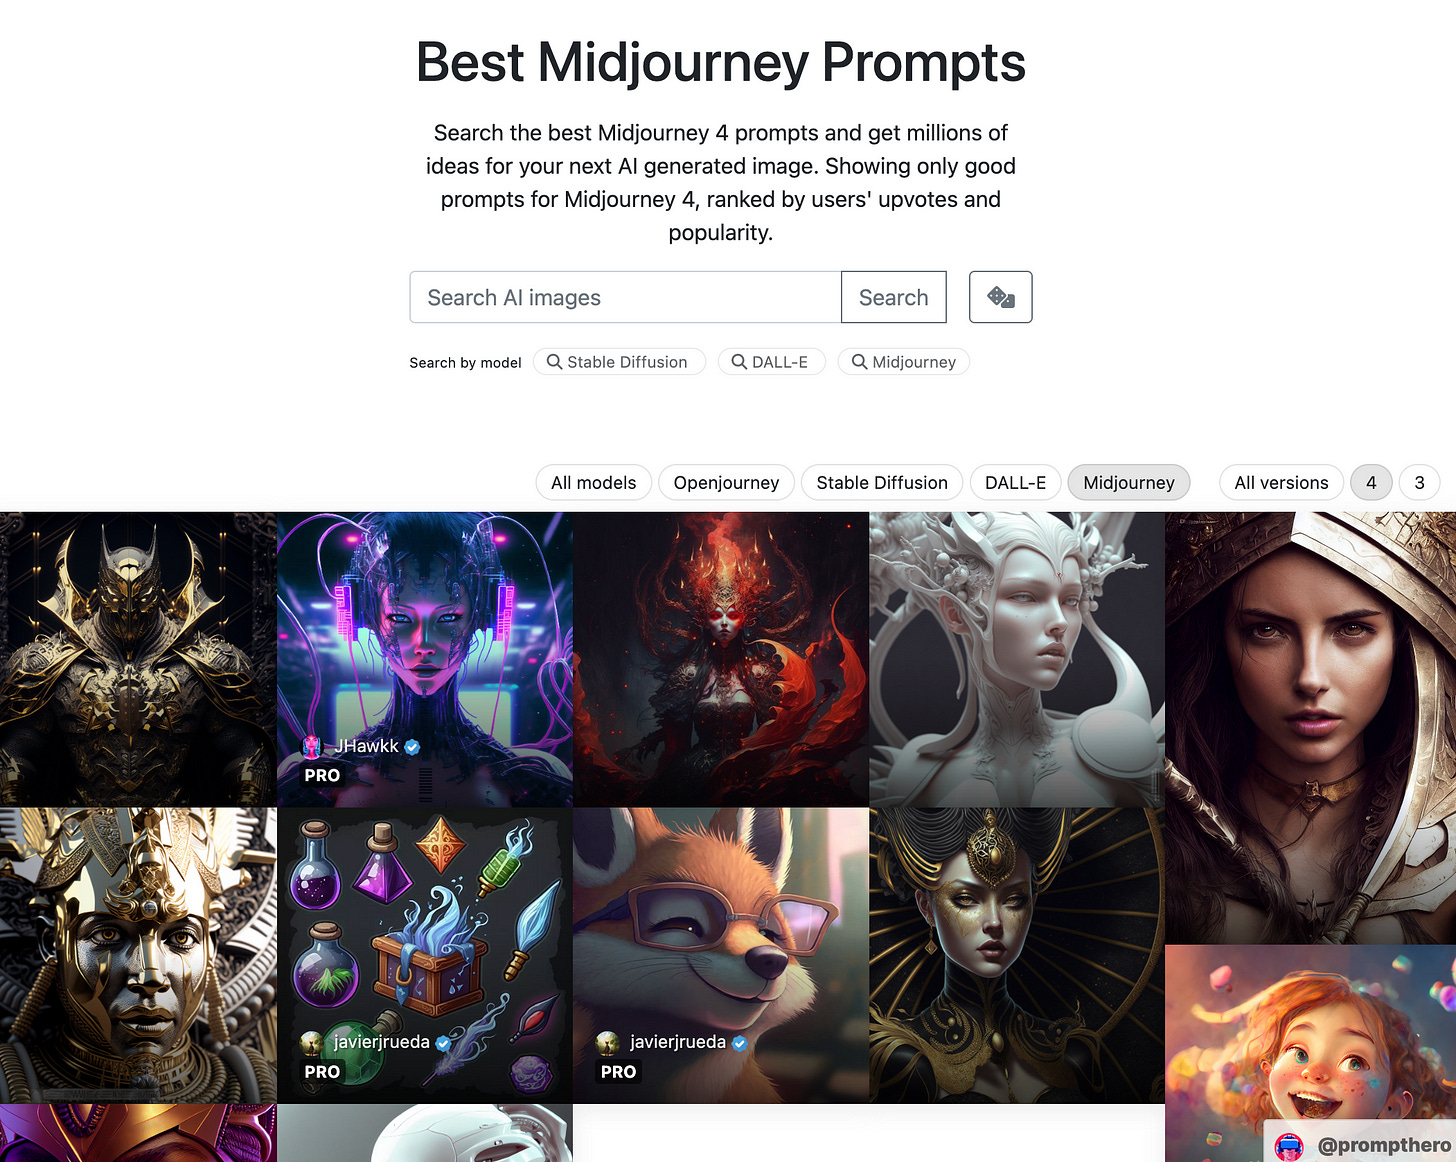 Best Midjourney Prompts
Search the best Midjourney 4 prompts and get millions of
ideas for your next AI generated image. Showing only good
prompts for Midjourney 4, ranked by users' upvotes and
popularity.
Search AI images
Search
Search by model
Stable Diffusion
DALL-E
Midjourney
All models
Openjourney
Stable Diffusion
DALL-E
Midjourney
All versions
4
3
JHawkk
PRO
javierjrueda
PRO
javierjrueda
PRO
@prompthero